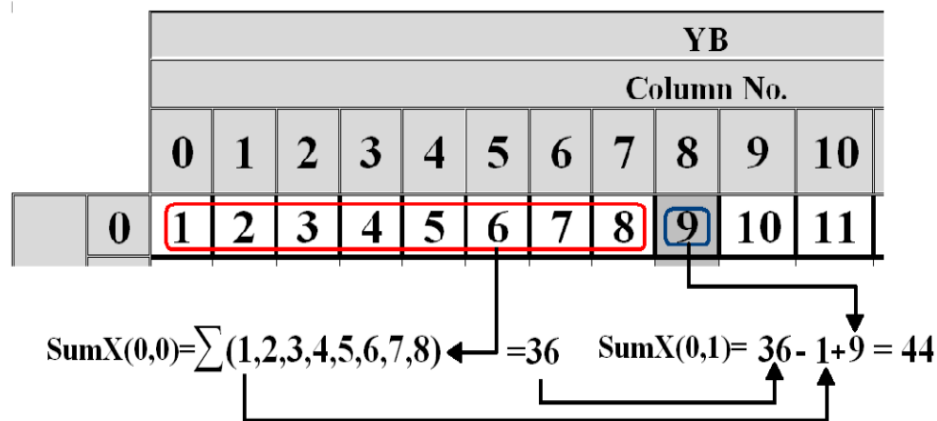 YB
Column No.
0 1 2 3 4 5 6 7 8 9 10
0 1 2 3 4 5 6 7 8 9 10 11
SumX(0,0)=∑(1,2,3,4,5,6,7,8) =36 SumX(0,1)= 36- 1+9 = 44